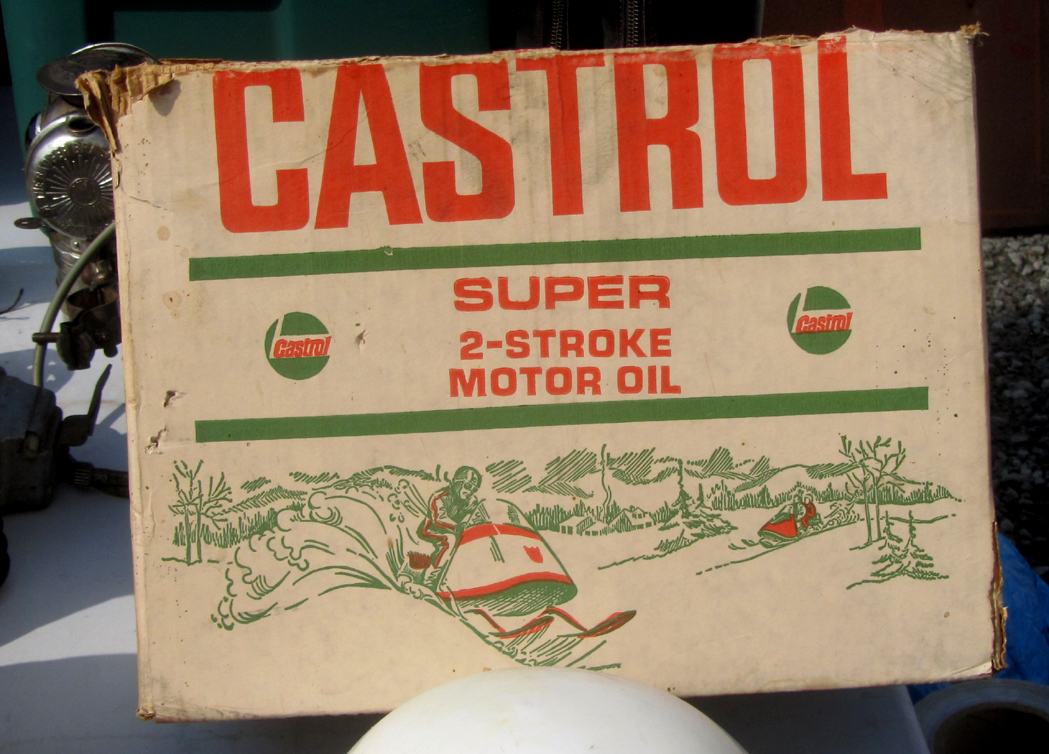 CASTROL
SUPER
Castrol
Castrol
2-STROKE
MOTOR OIL